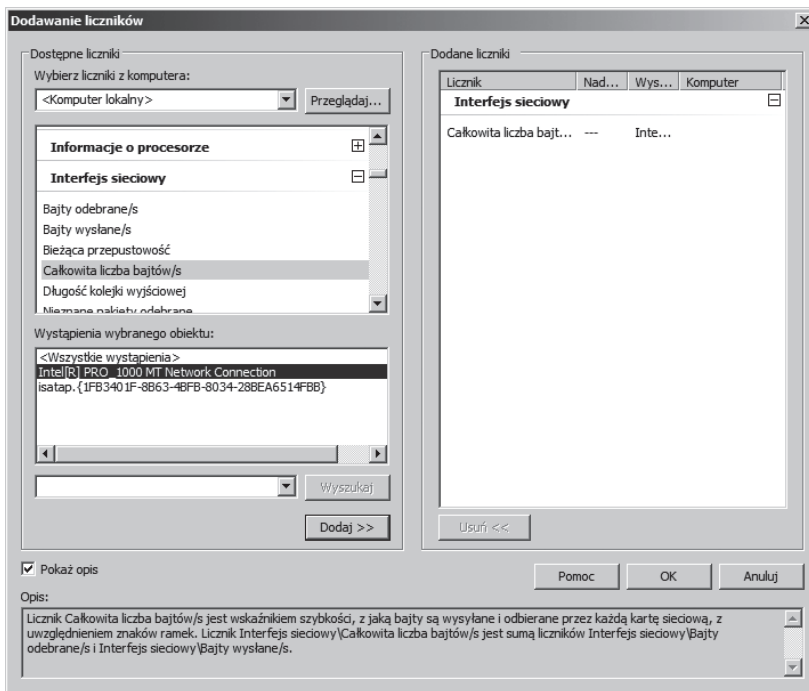 Dodawanie liczników
Dostępne liczniki
Wybierz liczniki z komputera:
<Komputer lokalny>
Przeglądaj...
Informacje o procesorze
Interfejs sieciowy
Bajty odebrane/s
Bajty wysłane/s
Bieżąca przepustowość
Całkowita liczba bajtów/s
Długość kolejki wyjściowej
Nieznane pakiety odebrane
Wystąpienia wybranego obiektu:
<Wszystkie wystąpienia>
Intel[R] PRO_1000 MT Network Connection
isatap.{1FB3401F-8B63-4BFB-8034-28BEA6514FBB}
Wyszukaj
Dodaj >>
Dodane liczniki
Licznik Nad... Wys... Komputer
Interfejs sieciowy
Całkowita liczba bajt... --- Inte...
Usuń <<
Pokaż opis
Pomoc OK Anuluj
Opis:
Licznik Całkowita liczba bajtów/s jest wskaźnikiem szybkości, z jaką bajty są wysyłane i odbierane przez każdą kartę sieciową, z
uwzględnieniem znaków ramek. Licznik Interfejs sieciowy\Całkowita liczba bajtów/s jest sumą liczników Interfejs sieciowy\Bajty
odebrane/s i Interfejs sieciowy\Bajty wysłane/s.